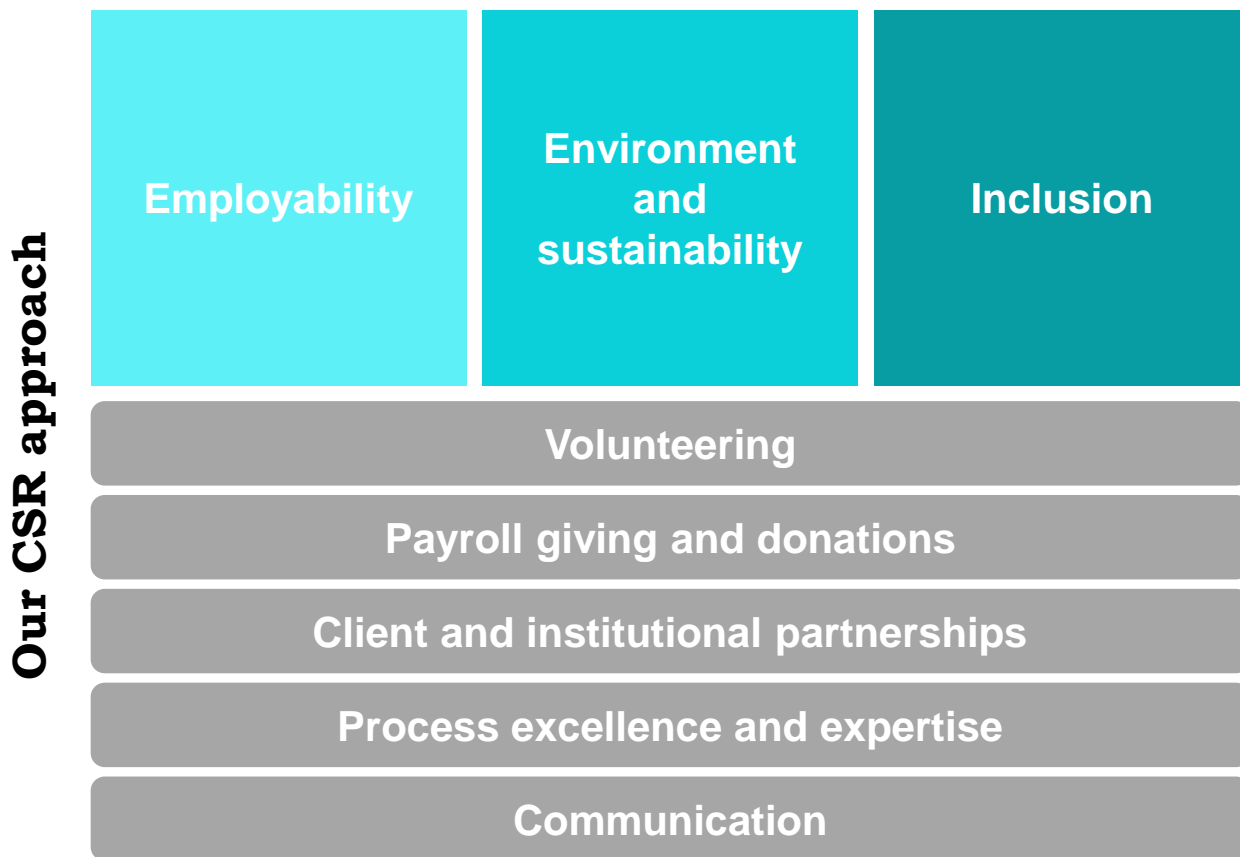 Our CSR approach
Employability
Environment
and
sustainability
Inclusion
Volunteering
Payroll giving and donations
Client and institutional partnerships
Process excellence and expertise
Communication